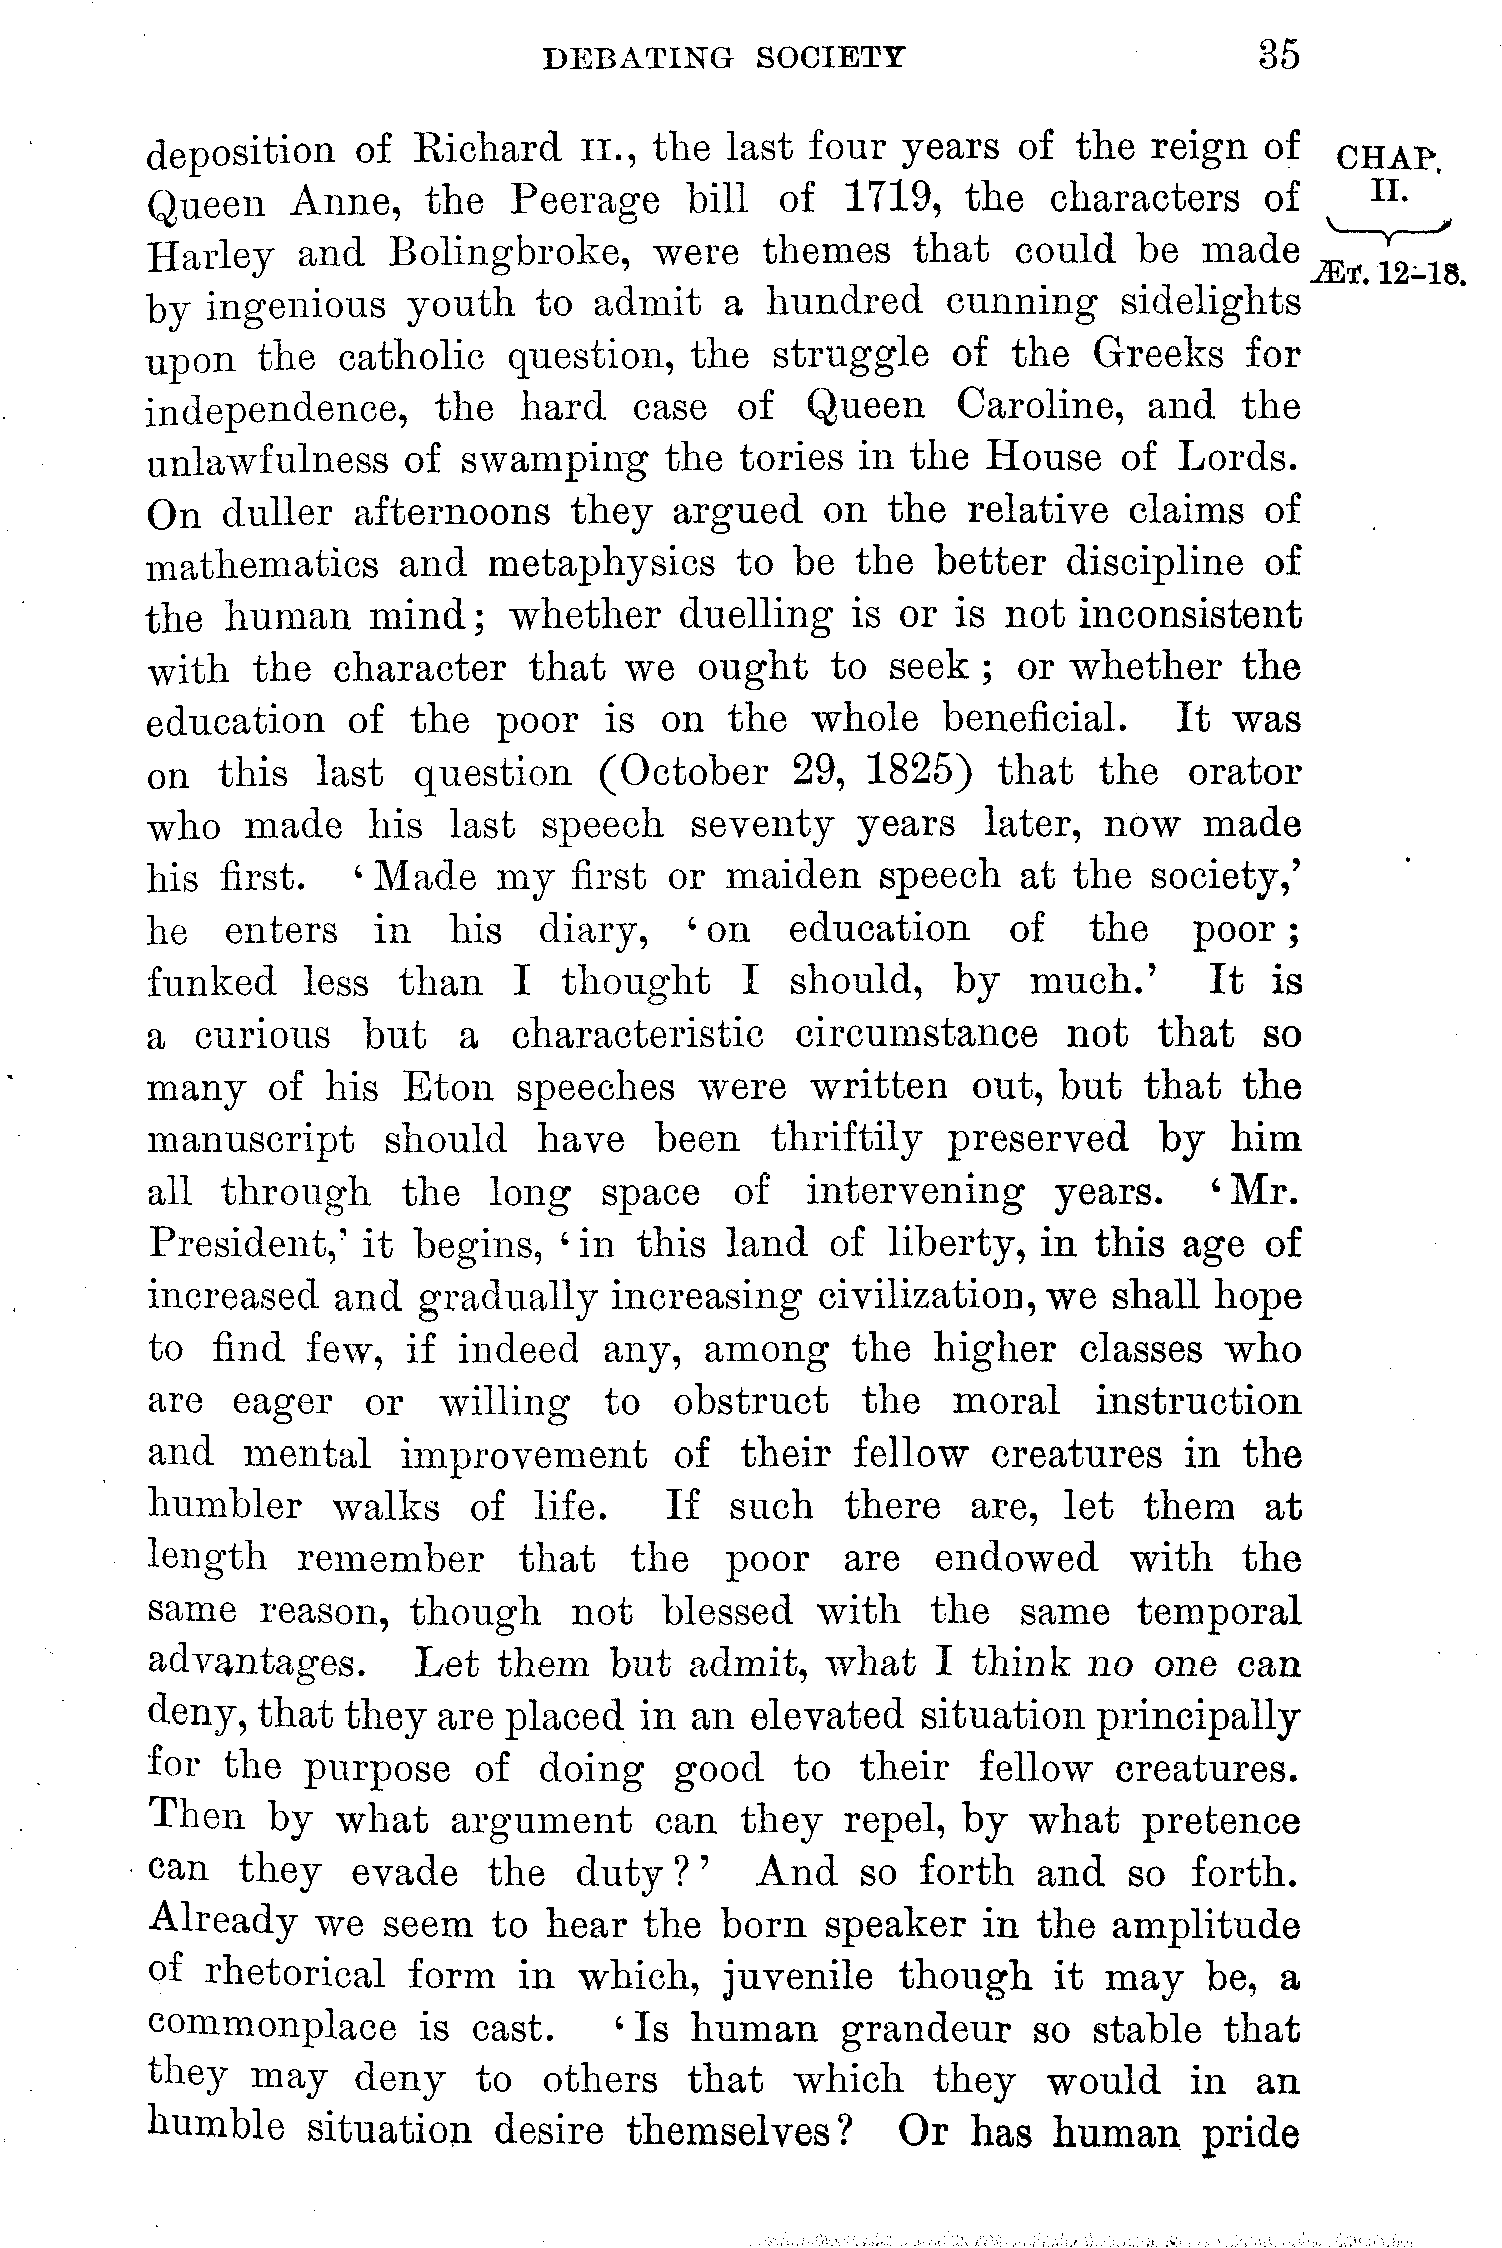 DEBATING SOCIETY 35
deposition of Richard II., the last four years of the reign of
Queen Anne, the Peerage bill of 1719, the characters of
Harley and Bolingbroke, were themes that could be made
by ingenious youth to admit a hundred cunning sidelights
upon the catholic question, the struggle of the Greeks for
independence, the hard case of Queen Caroline, and the
unlawfulness of swamping the tories in the House of Lords.
On duller afternoons they argued on the relative claims of
mathematics and metaphysics to be the better discipline of
the human mind; whether duelling is or is not inconsistent
with the character that we ought to seek; or whether the
education of the poor is on the whole beneficial. It was
on this last question (October 29, 1825) that the orator
who made his last speech seventy years later, now made
his first. ‘Made my first or maiden speech at the society,’
he enters in his diary, ‘on education of the poor;
funked less than I thought I should, by much.’ It is
a curious but a characteristic circumstance not that so
many of his Eton speeches were written out, but that the
manuscript should have been thriftily preserved by him
all through the long space of intervening years. ‘Mr.
President,’ it begins, ‘in this land of liberty, in this age of
increased and gradually increasing civilization, we shall hope
to find few, if indeed any, among the higher classes who
are eager or willing to obstruct the moral instruction
and mental improvement of their fellow creatures in the
humbler walks of life. If such there are, let them at
length remember that the poor are endowed with the
same reason, though not blessed with the same temporal
advantages. Let them but admit, what I think no one can
deny, that they are placed in an elevated situation principally
for the purpose of doing good to their fellow creatures.
Then by what argument can they repel, by what pretence
can they evade the duty?’ And so forth and so forth.
Already we seem to hear the born speaker in the amplitude
of rhetorical form in which, juvenile though it may be, a
commonplace is cast. ‘Is human grandeur so stable that
they may deny to others that which they would in an
humble situation desire themselves? Or has human pride
CHAP.
II.
ÆT. 12-18.